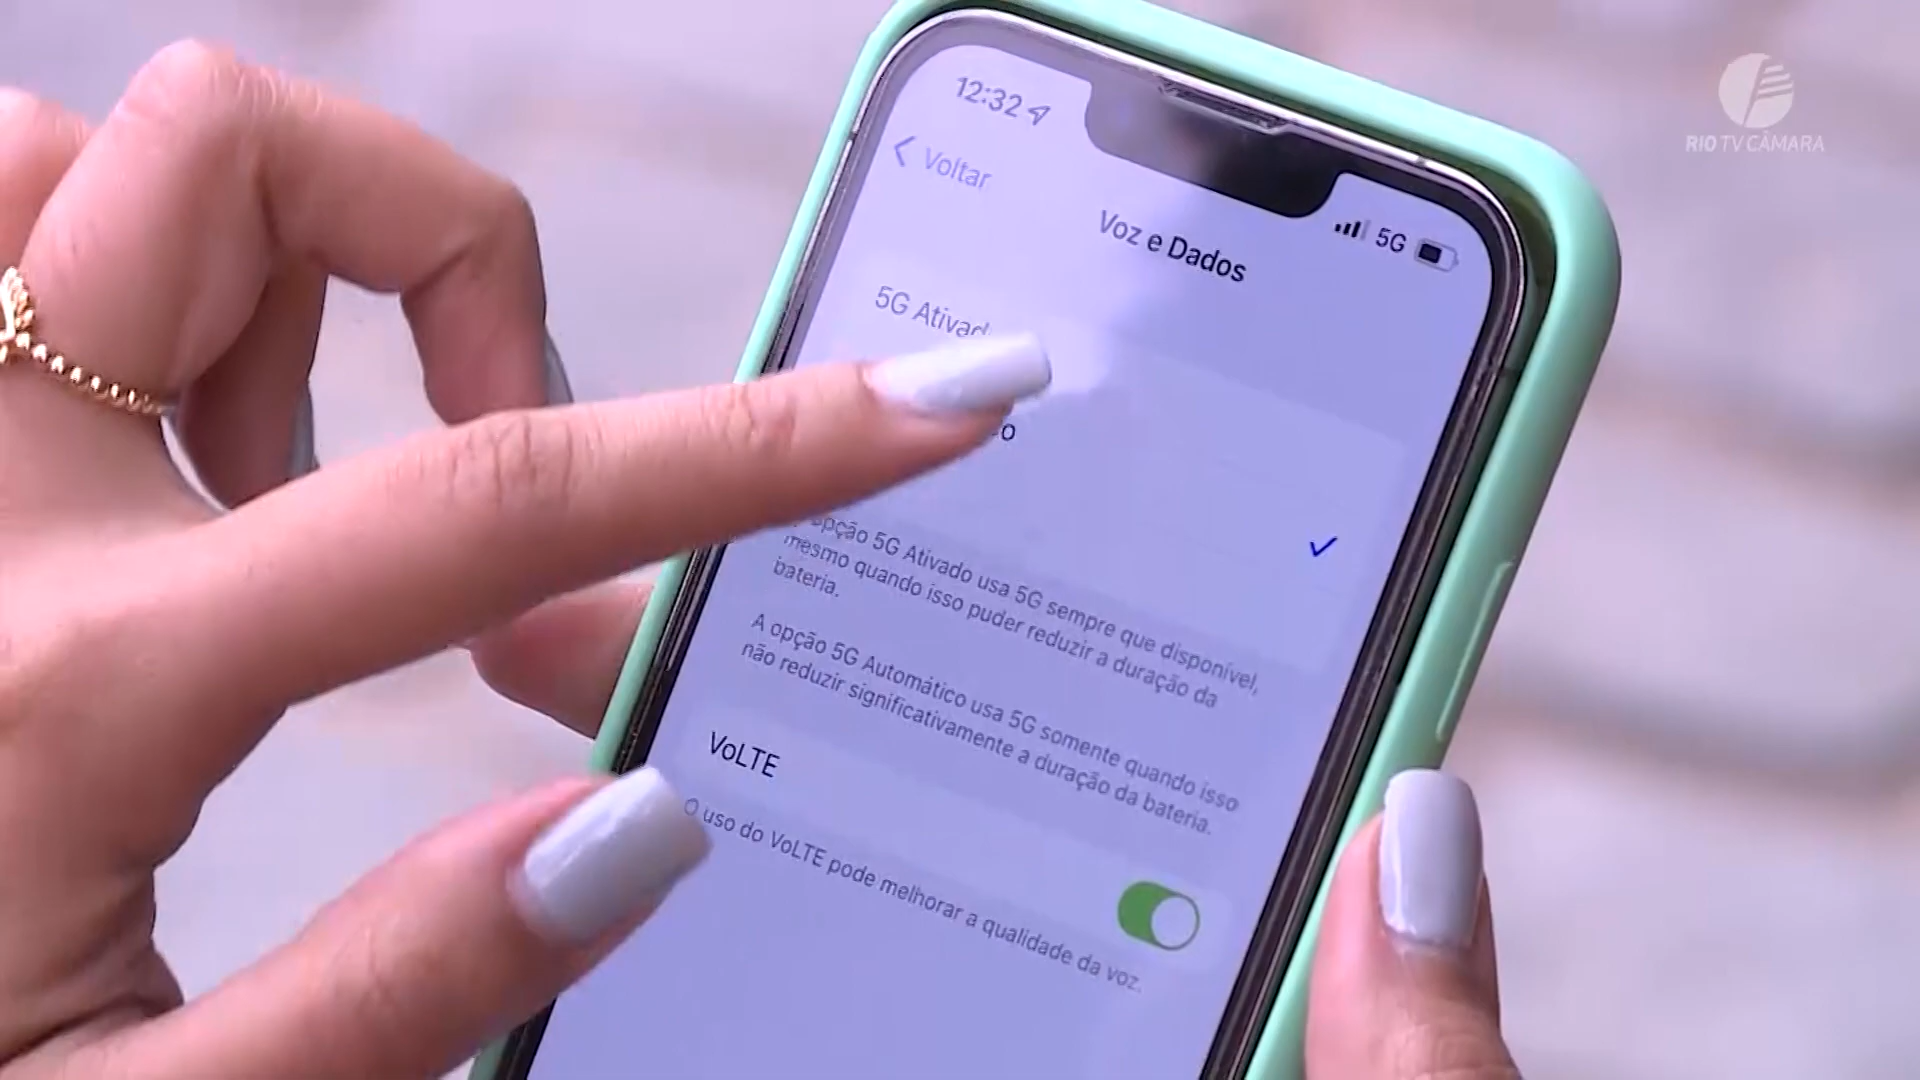 12:32
RIO TV CÂMARA
Voltar
5G
Voz e Dados
5G Ativad
opção 5G Ativado usa 5G sempre que disponível,
mesmo quando isso puder reduzir a duração da
bateria.
A opção 5G Automático usa 5G somente quando isso
não reduzir significativamente a duração da bateria.
VoLTE
O uso do VoLTE pode melhorar a qualidade da voz.